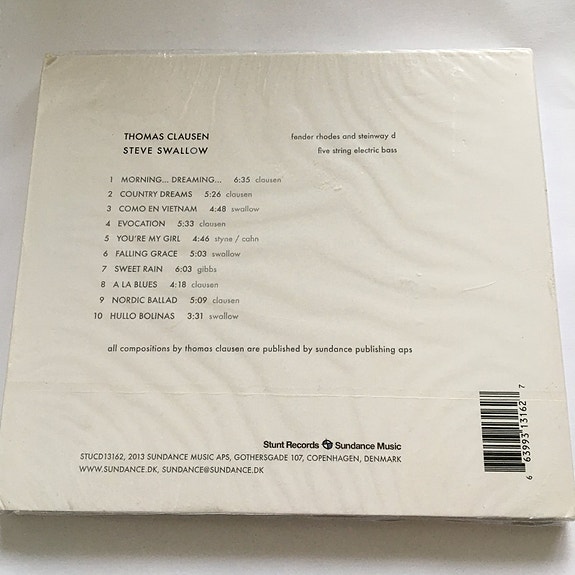 THOMAS CLAUSEN fender rhodes and steinway d
STEVE SWALLOW five string electric bass
1 MORNING... DREAMING... 6:35 clausen
2 COUNTRY DREAMS 5:26 clausen
3 COMO EN VIETNAM 4:48 swallow
4 EVOCATION 5:33 clausen
5 YOU'RE MY GIRL 4:46 styne / cahn
6 FALLING GRACE 5:03 swallow
7 SWEET RAIN 6:03 gibbs
8 A LA BLUES 4:18 clausen
9 NORDIC BALLAD 5:09 clausen
10 HULLO BOLINAS 3:31 swallow
all compositions by thomas clausen are published by sundance publishing aps
Stunt Records Sundance Music
STUCD13162, 2013 SUNDANCE MUSIC APS, GOTHERSGADE 107, COPENHAGEN, DENMARK
WWW.SUNDANCE.DK, SUNDANCE@SUNDANCE.DK
6 63993 13162 7